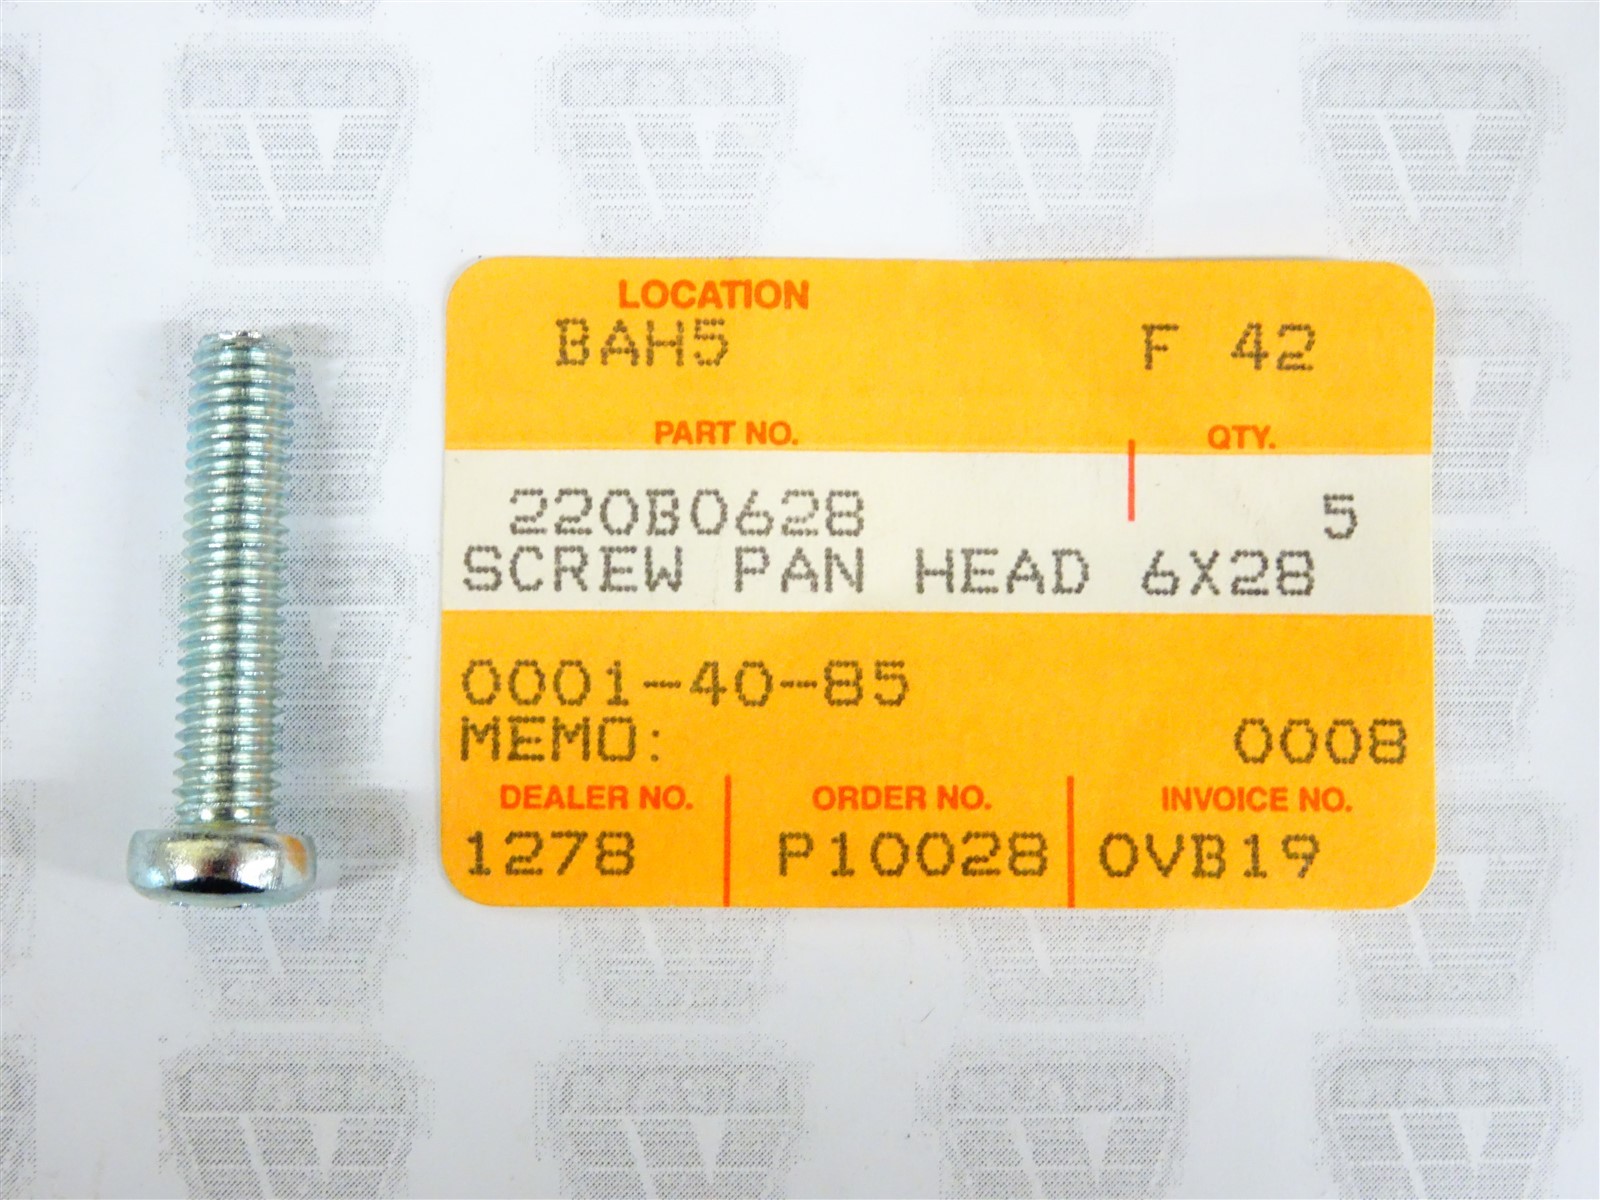 LOCATION
BAH5 F 42
PART NO. QTY.
220B0628 5
SCREW PAN HEAD 6X28
0001-40-85
MEMO: 0008
DEALER NO. ORDER NO. INVOICE NO.
1278 P10028 0VB19